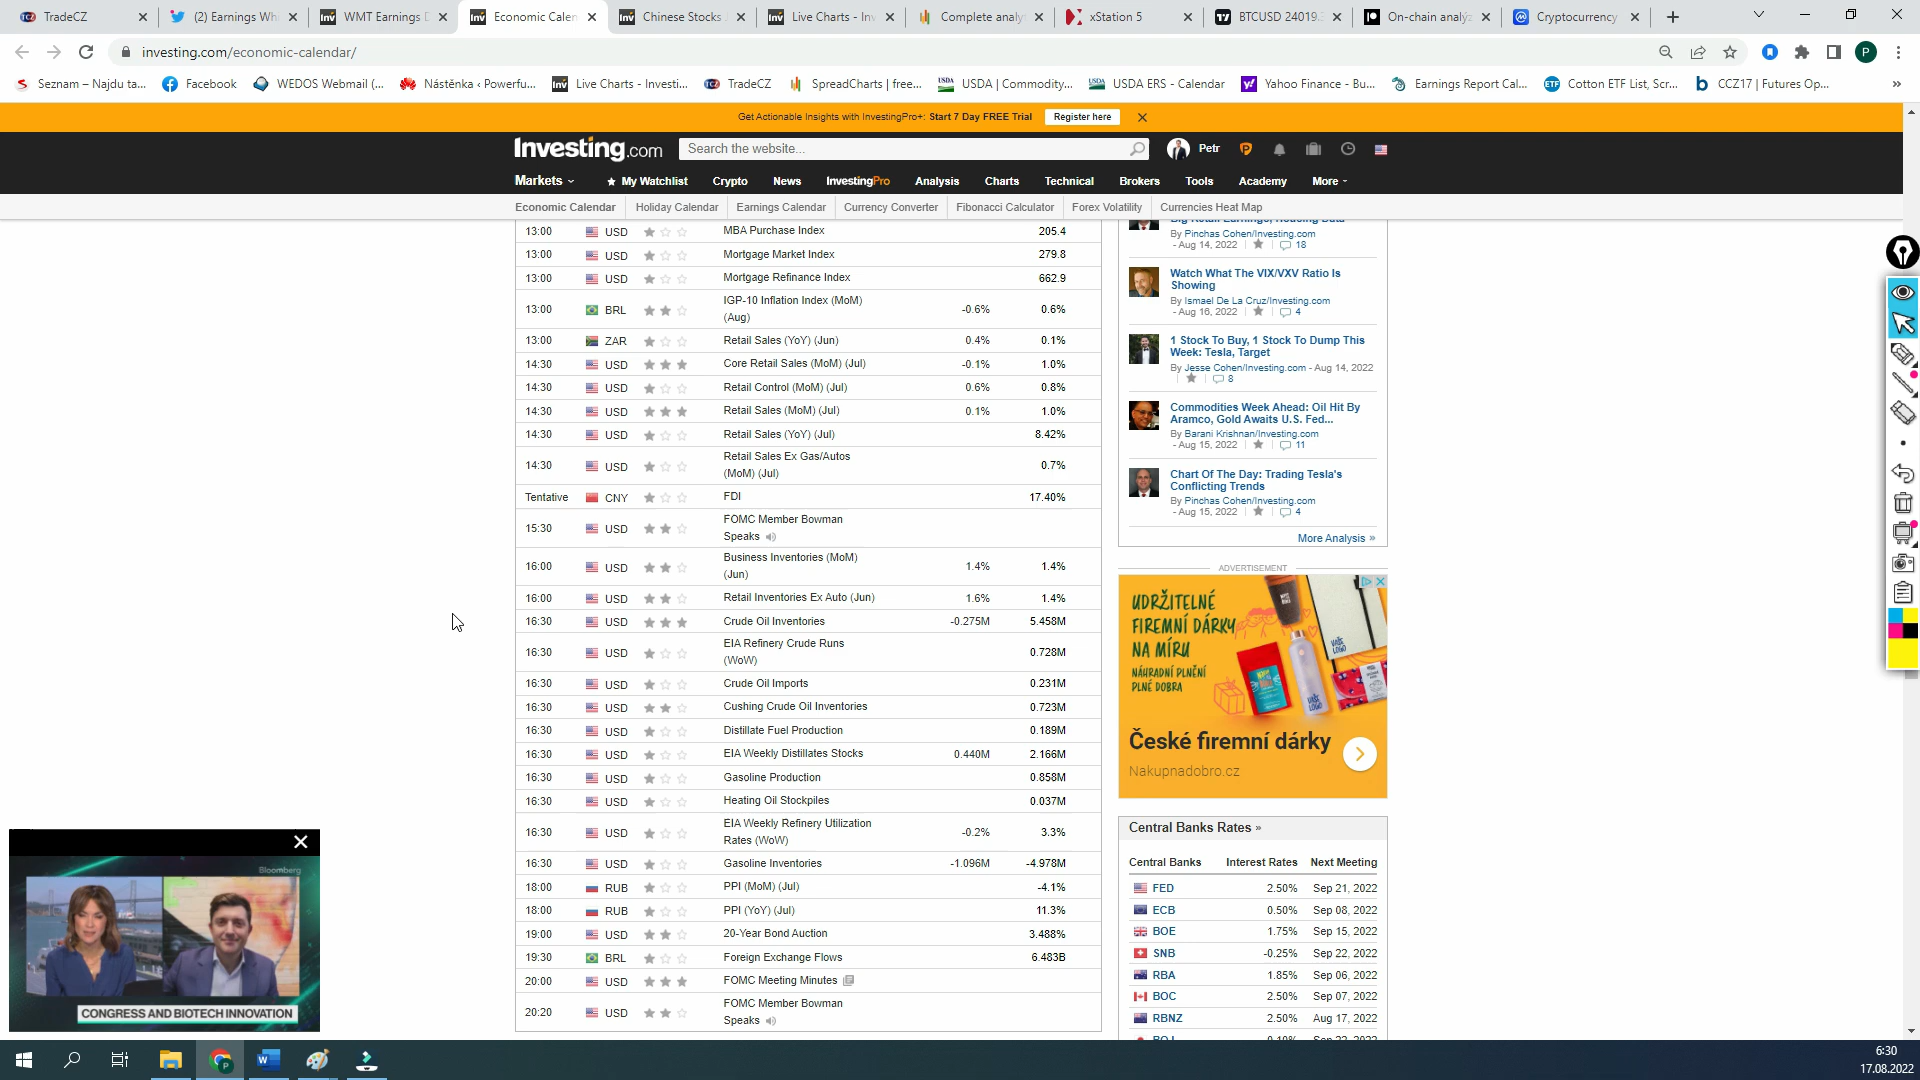 TradeCZ
(2) Earnings Wh
WMT Earnings D
Economic Calen
Chinese Stocks /
Live Charts - Inv
Complete analy
xStation 5
BTCUSD 24019.
On-chain analýz
Cryptocurrency
investing.com/economic-calendar/
P
Seznam – Najdu ta...
Facebook
WEDOS Webmail (...
Nástěnka ‹ Powerfu...
Live Charts - Investi...
TradeCZ
SpreadCharts | free...
USDA | Commodity...
USDA ERS - Calendar
Yahoo Finance - Bu...
Earnings Report Cal...
Cotton ETF List, Scr...
CCZ17 | Futures Op...
»
Get Actionable Insights with InvestingPro+: Start 7 Day FREE Trial
Register here
Investing.com
Search the website...
Petr
Markets
My Watchlist
Crypto
News
InvestingPro
Analysis
Charts
Technical
Brokers
Tools
Academy
More
Economic Calendar
Holiday Calendar
Earnings Calendar
Currency Converter
Fibonacci Calculator
Forex Volatility
Currencies Heat Map
13:00 USD MBA Purchase Index 205.4
13:00 USD Mortgage Market Index 279.8
13:00 USD Mortgage Refinance Index 662.9
13:00 BRL IGP-10 Inflation Index (MoM) -0.6% 0.6%
(Aug)
13:00 ZAR Retail Sales (YoY) (Jun) 0.4% 0.1%
14:30 USD Core Retail Sales (MoM) (Jul) -0.1% 1.0%
14:30 USD Retail Control (MoM) (Jul) 0.6% 0.8%
14:30 USD Retail Sales (MoM) (Jul) 0.1% 1.0%
14:30 USD Retail Sales (YoY) (Jul) 8.42%
14:30 USD Retail Sales Ex Gas/Autos 0.7%
(MoM) (Jul)
Tentative CNY FDI 17.40%
15:30 USD FOMC Member Bowman
Speaks
16:00 USD Business Inventories (MoM) 1.4% 1.4%
(Jun)
16:00 USD Retail Inventories Ex Auto (Jun) 1.6% 1.4%
16:30 USD Crude Oil Inventories -0.275M 5.458M
16:30 USD EIA Refinery Crude Runs 0.728M
(WoW)
16:30 USD Crude Oil Imports 0.231M
16:30 USD Cushing Crude Oil Inventories 0.723M
16:30 USD Distillate Fuel Production 0.189M
16:30 USD EIA Weekly Distillates Stocks 0.440M 2.166M
16:30 USD Gasoline Production 0.858M
16:30 USD Heating Oil Stockpiles 0.037M
16:30 USD EIA Weekly Refinery Utilization -0.2% 3.3%
Rates (WoW)
16:30 USD Gasoline Inventories -1.096M -4.978M
18:00 RUB PPI (MoM) (Jul) -4.1%
18:00 RUB PPI (YoY) (Jul) 11.3%
19:00 USD 20-Year Bond Auction 3.488%
19:30 BRL Foreign Exchange Flows 6.483B
20:00 USD FOMC Meeting Minutes
20:20 USD FOMC Member Bowman
Speaks
Big Retail Earnings, Housing Data
By Pinchas Cohen/Investing.com
- Aug 14, 2022 18
Watch What The VIX/VXV Ratio Is
Showing
By Ismael De La Cruz/Investing.com
- Aug 16, 2022 4
1 Stock To Buy, 1 Stock To Dump This
Week: Tesla, Target
By Jesse Cohen/Investing.com - Aug 14, 2022
8
Commodities Week Ahead: Oil Hit By
Aramco, Gold Awaits U.S. Fed...
By Barani Krishnan/Investing.com
- Aug 15, 2022 11
Chart Of The Day: Trading Tesla's
Conflicting Trends
By Pinchas Cohen/Investing.com
- Aug 15, 2022 4
More Analysis »
ADVERTISEMENT
UDRŽITELNÉ
FIREMNÍ DÁRKY
NA MÍRU
NÁHRADNÍ PLNĚNÍ
PLNÉ DOBRA
České firemní dárky
Nakupnadobro.cz
Central Banks Rates »
Central Banks Interest Rates Next Meeting
FED 2.50% Sep 21, 2022
ECB 0.50% Sep 08, 2022
BOE 1.75% Sep 15, 2022
SNB -0.25% Sep 22, 2022
RBA 1.85% Sep 06, 2022
BOC 2.50% Sep 07, 2022
RBNZ 2.50% Aug 17, 2022
BOJ -0.10% Sep 22, 2022
Bloomberg
CONGRESS AND BIOTECH INNOVATION
6:30
17.08.2022